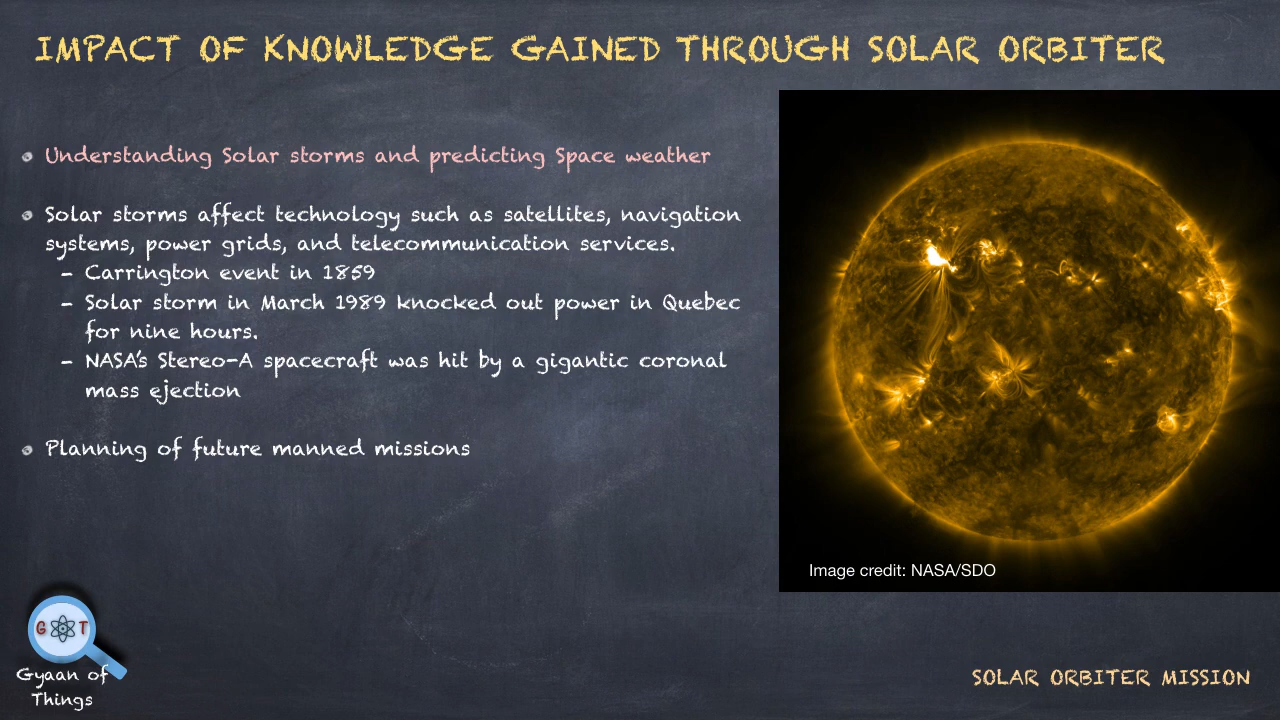 IMPACT OF KNOWLEDGE GAINED THROUGH SOLAR ORBITER
Understanding Solar storms and predicting Space weather
Solar storms affect technology such as satellites, navigation
systems, power grids, and telecommunication services.
– Carrington event in 1859
– Solar storm in March 1989 knocked out power in Quebec
for nine hours.
– NASA's Stereo-A spacecraft was hit by a gigantic coronal
mass ejection
Planning of future manned missions
Image credit: NASA/SDO
G T
Gyaan of
Things
SOLAR ORBITER MISSION